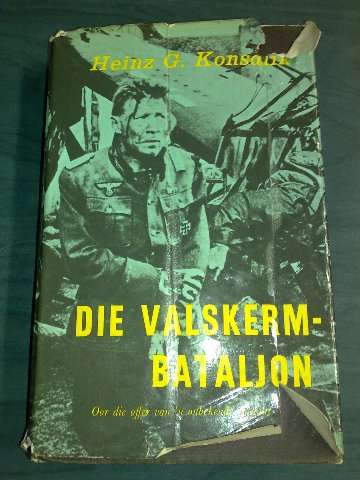 Heinz G. Konsalik
DIE VALSKERM-
BATALJON
Oor die offer van 'n onbekende